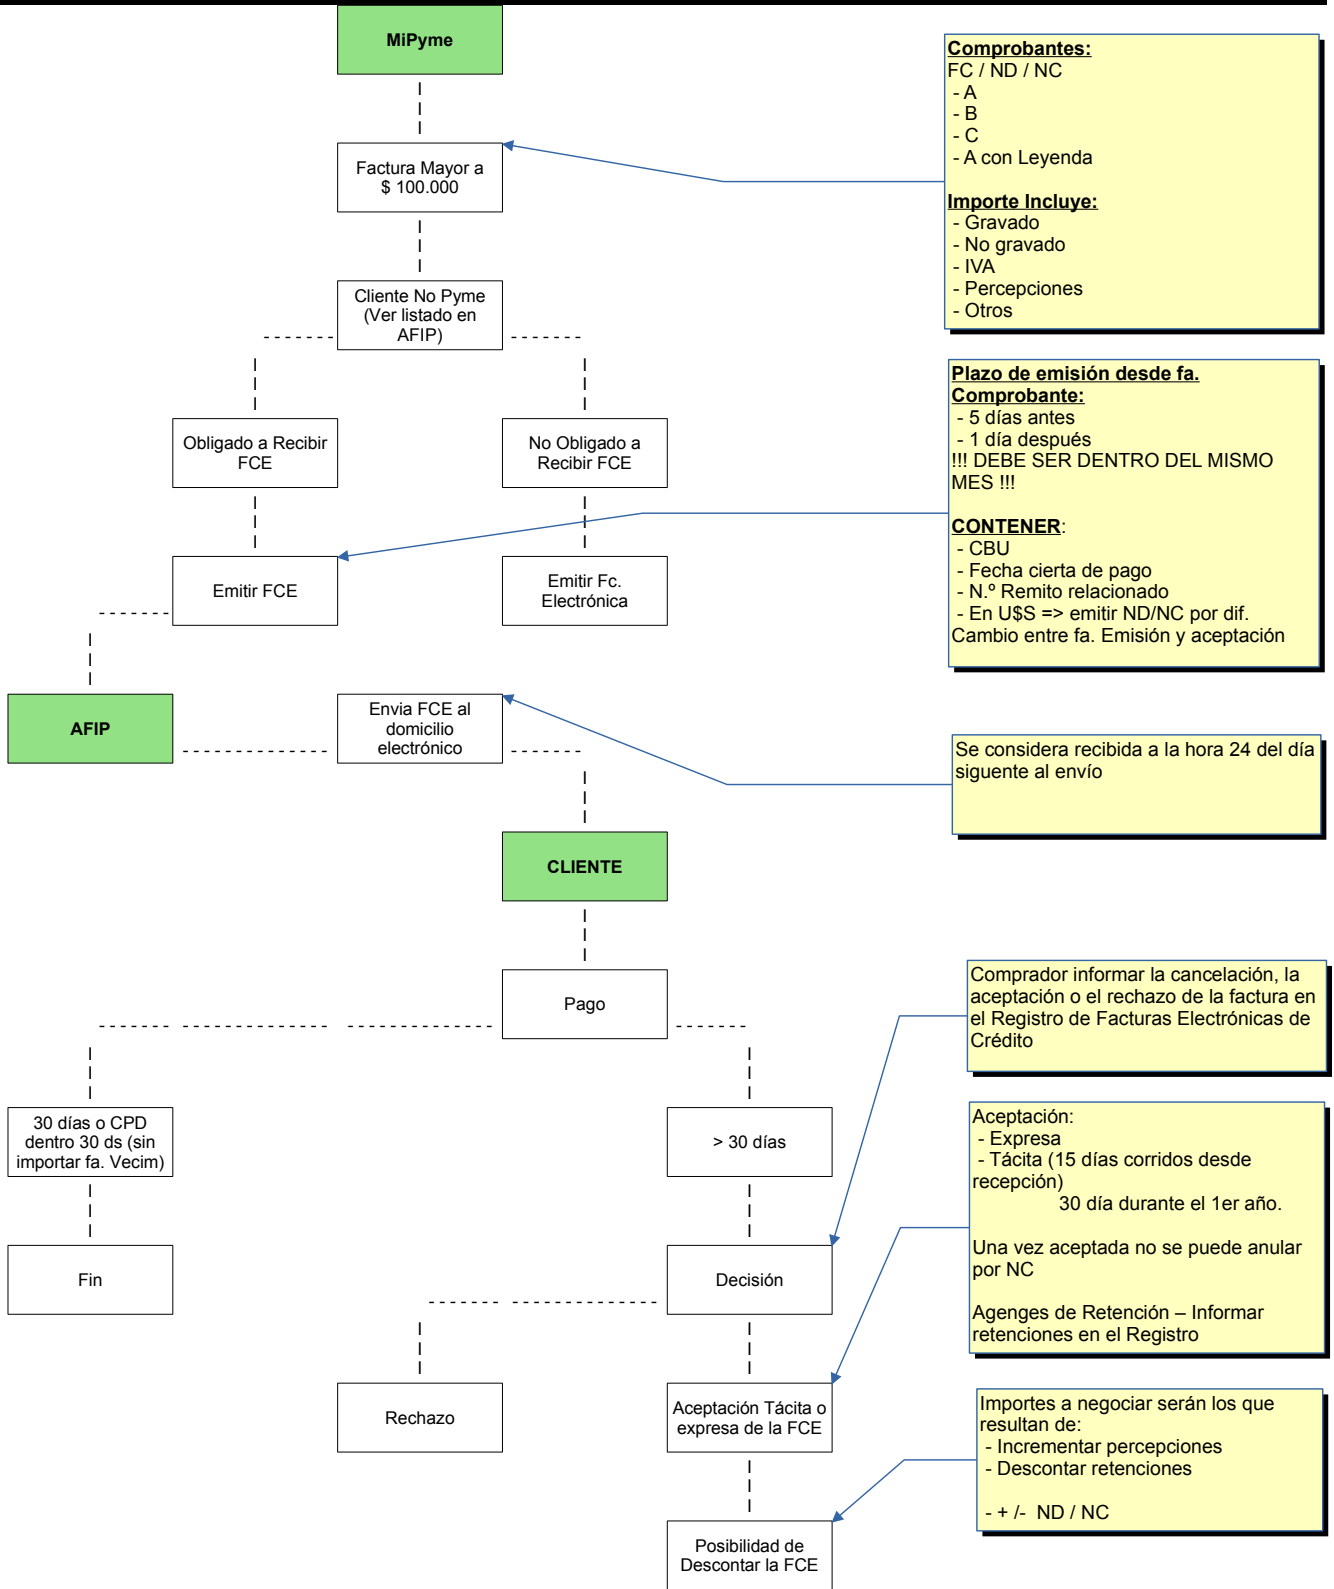 MiPyme
Comprobantes:
FC / ND / NC
- A
- B
- C
- A con Leyenda
Importe Incluye:
- Gravado
- No gravado
- IVA
- Percepciones
- Otros
Factura Mayor a
$ 100.000
Cliente No Pyme
(Ver listado en
AFIP)
Plazo de emisión desde fa.
Comprobante:
- 5 días antes
- 1 día después
!!! DEBE SER DENTRO DEL MISMO
MES !!!
CONTENER:
- CBU
- Fecha cierta de pago
- N.º Remito relacionado
- En U$S => emitir ND/NC por dif.
Cambio entre fa. Emisión y aceptación
Obligado a Recibir
FCE
No Obligado a
Recibir FCE
Emitir FCE
Emitir Fc.
Electrónica
AFIP
Envia FCE al
domicilio
electrónico
Se considera recibida a la hora 24 del día
siguente al envío
CLIENTE
Pago
Comprador informar la cancelación, la
aceptación o el rechazo de la factura en
el Registro de Facturas Electrónicas de
Crédito
30 días o CPD
dentro 30 ds (sin
importar fa. Vecim)
> 30 días
Aceptación:
- Expresa
- Tácita (15 días corridos desde
recepción)
30 día durante el 1er año.
Una vez aceptada no se puede anular
por NC
Agenges de Retención – Informar
retenciones en el Registro
Fin
Decisión
Rechazo
Aceptación Tácita o
expresa de la FCE
Importes a negociar serán los que
resultan de:
- Incrementar percepciones
- Descontar retenciones
- + /-  ND / NC
Posibilidad de
Descontar la FCE